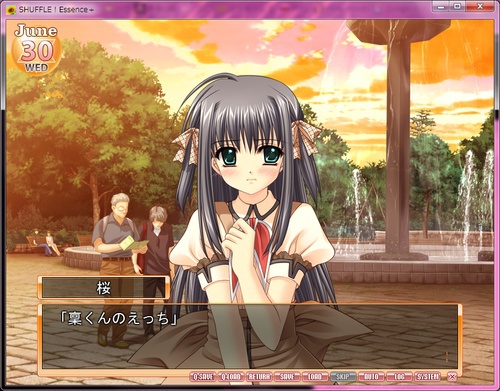 SHUFFLE! Essence+
June
30
WED
桜
「稟くんのえっち」
Q·SAVE Q·LOAD RETURN SAVE LOAD SKIP AUTO LOG SYSTEM